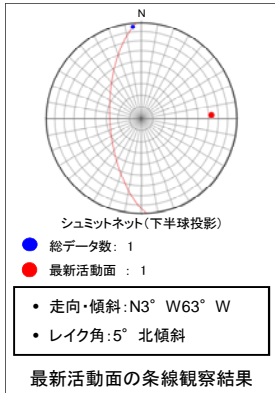 N
シュミットネット(下半球投影)
総データ数: 1
最新活動面 : 1
• 走向・傾斜:N3° W63° W
• レイク角:5° 北傾斜
最新活動面の条線観察結果